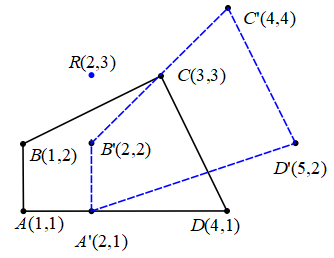 C'(4,4)
R(2,3)
C(3,3)
B(1,2)
B'(2,2)
D'(5,2)
A(1,1)
A'(2,1)
D(4,1)